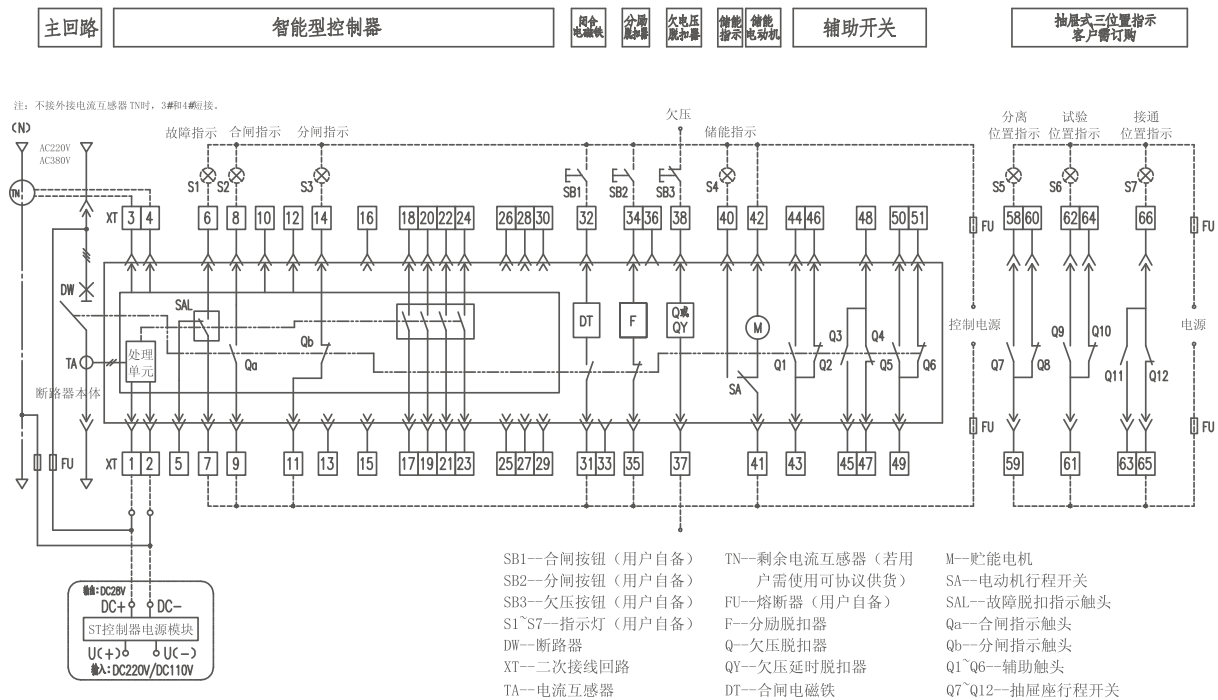 主回路
智能型控制器
闭合
电磁铁
分励
脱扣器
欠电压
脱扣器
储能
指示
储能
电动机
辅助开关
抽屉式三位置指示
客户需订购
注: 不接外接电流互感器TN时, 3#和4#短接。
(N)
AC220V
AC380V
故障指示 合闸指示 分闸指示 欠压 储能指示
分离
位置指示
试验
位置指示
接通
位置指示
TN
S1 S2 S3 SB1 SB2 SB3 S4 S5 S6 S7
XT 3 4 6 8 10 12 14 16 18 20 22 24 26 28 30 32 34 36 38 40 42 44 46 48 50 51 FU 58 60 62 64 66 FU
DW
SAL
DT F Q或
QY M
控制电源 电源
处理
单元
TA
Qa Qb SA Q1 Q2 Q3 Q4 Q5 Q6 Q7 Q8 Q9 Q10 Q11 Q12
断路器本体
FU FU
FU XT 1 2 5 7 9 11 13 15 17 19 21 23 25 27 29 31 33 35 37 41 43 45 47 49 59 61 63 65
输出:DC28V
DC+ DC-
ST控制器电源模块
U(+) U(-)
输入:DC220V/DC110V
SB1--合闸按钮（用户自备）
SB2--分闸按钮（用户自备）
SB3--欠压按钮（用户自备）
S1~S7--指示灯（用户自备）
DW--断路器
XT--二次接线回路
TA--电流互感器
TN--剩余电流互感器（若用
户需使用可协议供货）
FU--熔断器（用户自备）
F--分励脱扣器
Q--欠压脱扣器
QY--欠压延时脱扣器
DT--合闸电磁铁
M--贮能电机
SA--电动机行程开关
SAL--故障脱扣指示触头
Qa--合闸指示触头
Qb--分闸指示触头
Q1~Q6--辅助触头
Q7~Q12--抽屉座行程开关